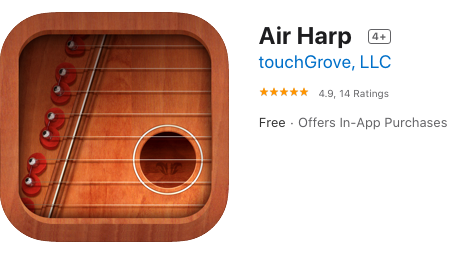 Air Harp 4+
touchGrove, LLC
4.9, 14 Ratings
Free · Offers In-App Purchases